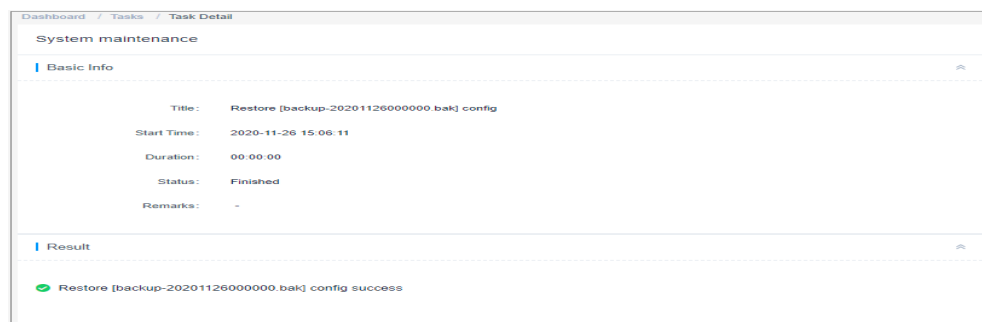 Dashboard / Tasks / Task Detail
System maintenance
Basic Info
Title: Restore [backup-20201126000000.bak] config
Start Time: 2020-11-26 15:06:11
Duration: 00:00:00
Status: Finished
Remarks: -
Result
Restore [backup-20201126000000.bak] config success